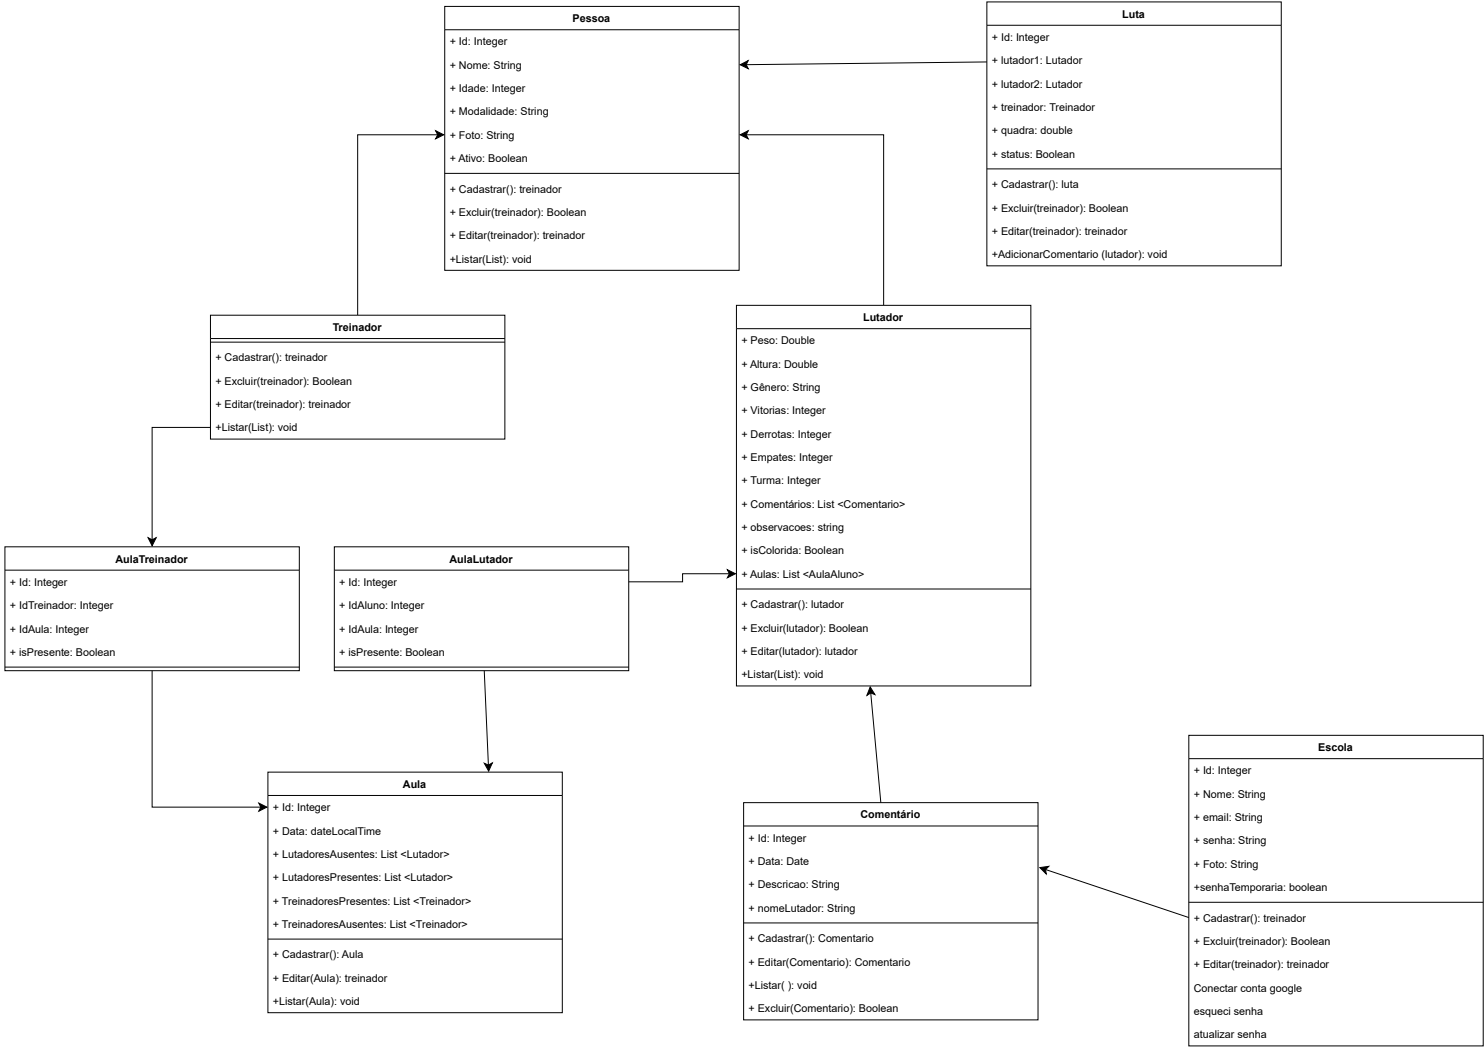 Pessoa
+ Id: Integer
+ Nome: String
+ Idade: Integer
+ Modalidade: String
+ Foto: String
+ Ativo: Boolean
+ Cadastrar(): treinador
+ Excluir(treinador): Boolean
+ Editar(treinador): treinador
+Listar(List): void
Luta
+ Id: Integer
+ lutador1: Lutador
+ lutador2: Lutador
+ treinador: Treinador
+ quadra: double
+ status: Boolean
+ Cadastrar(): luta
+ Excluir(treinador): Boolean
+ Editar(treinador): treinador
+AdicionarComentario (lutador): void
Treinador
+ Cadastrar(): treinador
+ Excluir(treinador): Boolean
+ Editar(treinador): treinador
+Listar(List): void
Lutador
+ Peso: Double
+ Altura: Double
+ Gênero: String
+ Vitorias: Integer
+ Derrotas: Integer
+ Empates: Integer
+ Turma: Integer
+ Comentários: List <Comentario>
+ observacoes: string
+ isColorida: Boolean
+ Aulas: List <AulaAluno>
+ Cadastrar(): lutador
+ Excluir(lutador): Boolean
+ Editar(lutador): lutador
+Listar(List): void
AulaTreinador
+ Id: Integer
+ IdTreinador: Integer
+ IdAula: Integer
+ isPresente: Boolean
AulaLutador
+ Id: Integer
+ IdAluno: Integer
+ IdAula: Integer
+ isPresente: Boolean
Aula
+ Id: Integer
+ Data: dateLocalTime
+ LutadoresAusentes: List <Lutador>
+ LutadoresPresentes: List <Lutador>
+ TreinadoresPresentes: List <Treinador>
+ TreinadoresAusentes: List <Treinador>
+ Cadastrar(): Aula
+ Editar(Aula): treinador
+Listar(Aula): void
Comentário
+ Id: Integer
+ Data: Date
+ Descricao: String
+ nomeLutador: String
+ Cadastrar(): Comentario
+ Editar(Comentario): Comentario
+Listar( ): void
+ Excluir(Comentario): Boolean
Escola
+ Id: Integer
+ Nome: String
+ email: String
+ senha: String
+ Foto: String
+senhaTemporaria: boolean
+ Cadastrar(): treinador
+ Excluir(treinador): Boolean
+ Editar(treinador): treinador
Conectar conta google
esqueci senha
atualizar senha